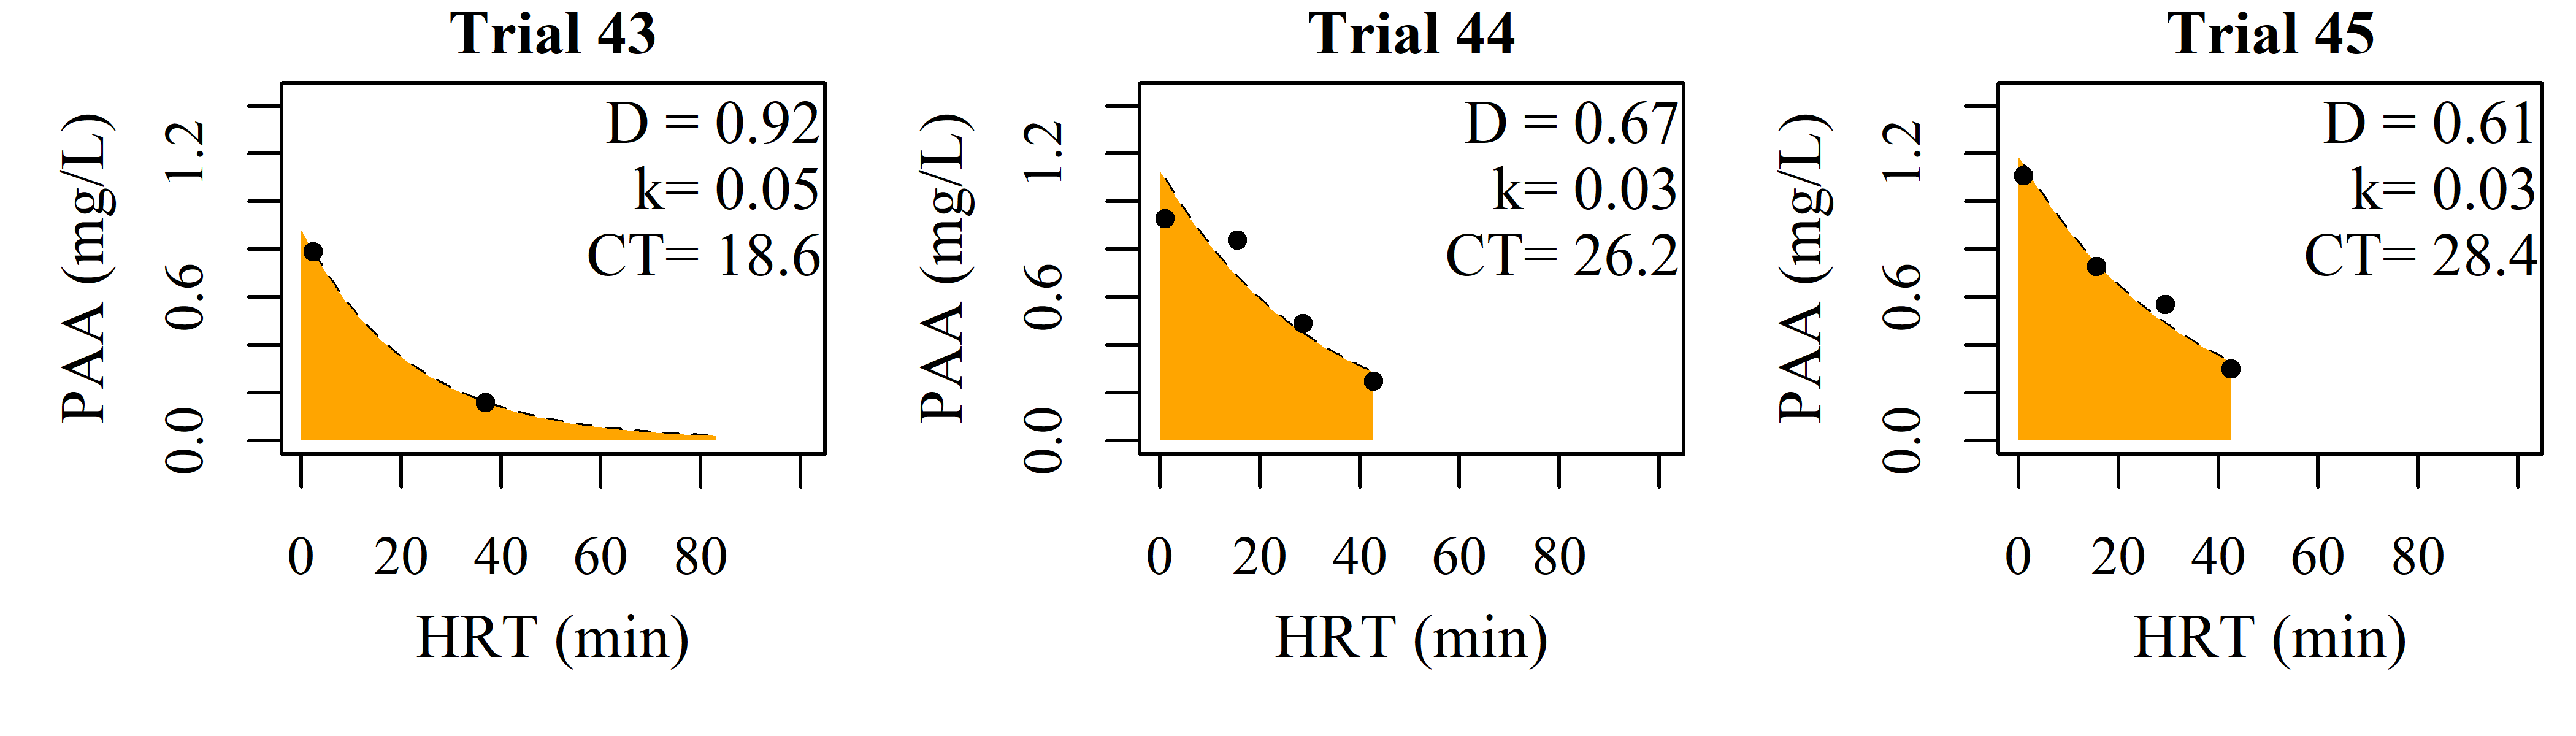 Trial 43
D = 0.92
k= 0.05
CT= 18.6
PAA (mg/L)
1.2
0.6
0.0
0 20 40 60 80
HRT (min)
Trial 44
D = 0.67
k= 0.03
CT= 26.2
PAA (mg/L)
1.2
0.6
0.0
0 20 40 60 80
HRT (min)
Trial 45
D = 0.61
k= 0.03
CT= 28.4
PAA (mg/L)
1.2
0.6
0.0
0 20 40 60 80
HRT (min)